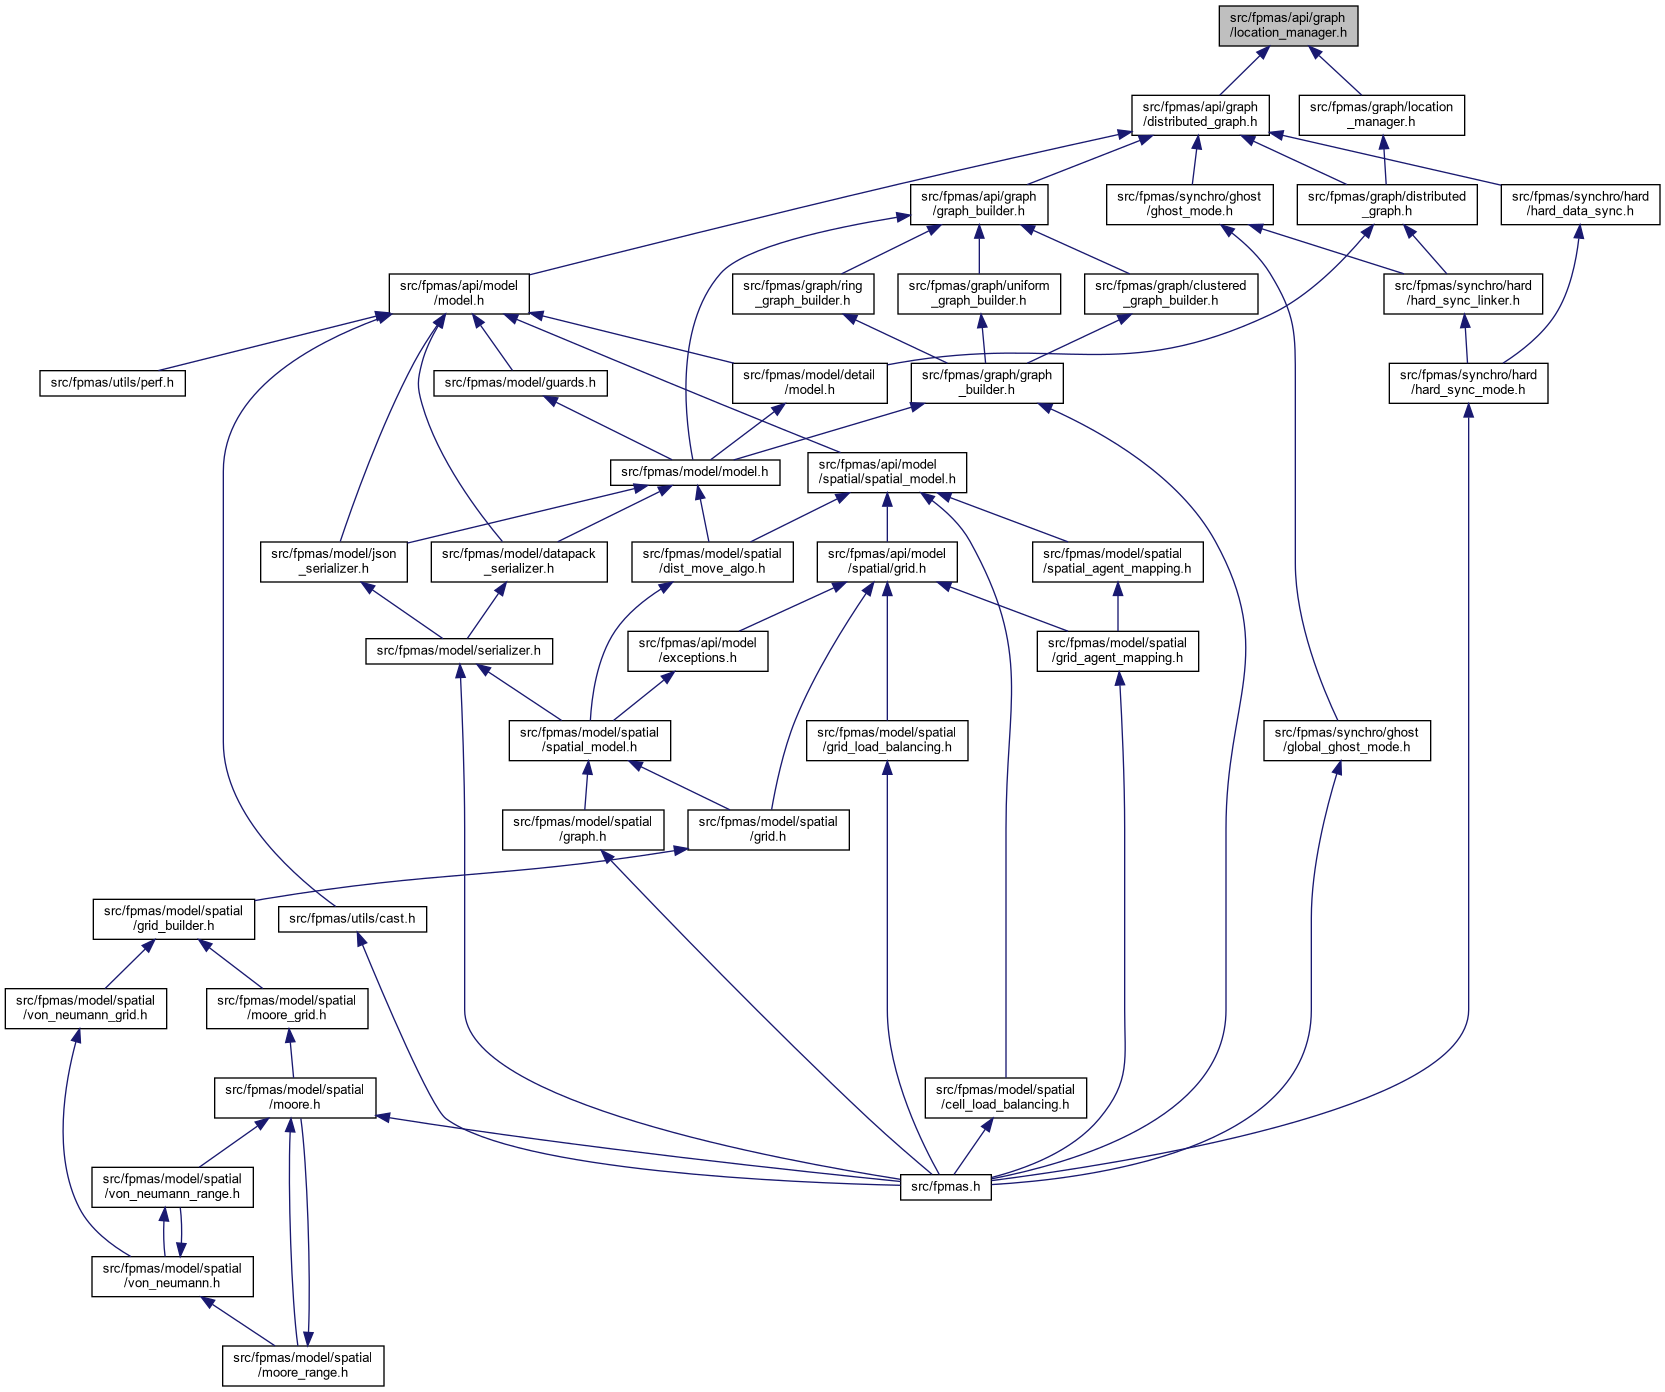 src/fpmas/api/graph
/location_manager.h
src/fpmas/api/graph
/distributed_graph.h
src/fpmas/graph/location
_manager.h
src/fpmas/api/graph
/graph_builder.h
src/fpmas/synchro/ghost
/ghost_mode.h
src/fpmas/graph/distributed
_graph.h
src/fpmas/synchro/hard
/hard_data_sync.h
src/fpmas/api/model
/model.h
src/fpmas/graph/ring
_graph_builder.h
src/fpmas/graph/uniform
_graph_builder.h
src/fpmas/graph/clustered
_graph_builder.h
src/fpmas/synchro/hard
/hard_sync_linker.h
src/fpmas/utils/perf.h
src/fpmas/model/guards.h
src/fpmas/model/detail
/model.h
src/fpmas/graph/graph
_builder.h
src/fpmas/synchro/hard
/hard_sync_mode.h
src/fpmas/model/model.h
src/fpmas/api/model
/spatial/spatial_model.h
src/fpmas/model/json
_serializer.h
src/fpmas/model/datapack
_serializer.h
src/fpmas/model/spatial
/dist_move_algo.h
src/fpmas/api/model
/spatial/grid.h
src/fpmas/model/spatial
/spatial_agent_mapping.h
src/fpmas/model/serializer.h
src/fpmas/api/model
/exceptions.h
src/fpmas/model/spatial
/grid_agent_mapping.h
src/fpmas/model/spatial
/spatial_model.h
src/fpmas/model/spatial
/grid_load_balancing.h
src/fpmas/synchro/ghost
/global_ghost_mode.h
src/fpmas/model/spatial
/graph.h
src/fpmas/model/spatial
/grid.h
src/fpmas/model/spatial
/grid_builder.h
src/fpmas/utils/cast.h
src/fpmas/model/spatial
/von_neumann_grid.h
src/fpmas/model/spatial
/moore_grid.h
src/fpmas/model/spatial
/moore.h
src/fpmas/model/spatial
/cell_load_balancing.h
src/fpmas/model/spatial
/von_neumann_range.h
src/fpmas.h
src/fpmas/model/spatial
/von_neumann.h
src/fpmas/model/spatial
/moore_range.h